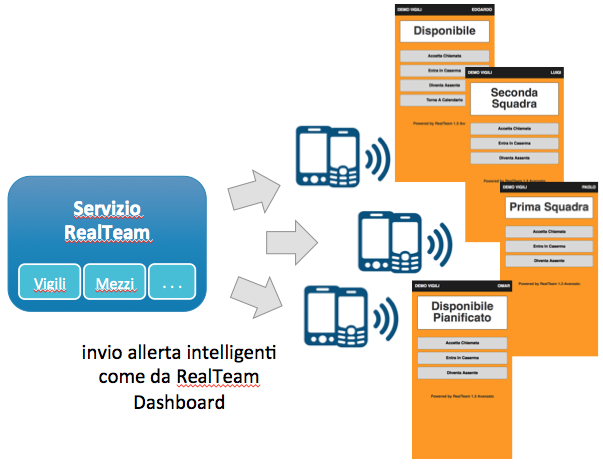 Servizio
RealTeam
Vigili
Mezzi
. . .
invio allerta intelligenti
come da RealTeam
Dashboard
DEMO VIGILI
EDOARDO
Disponibile
Accetta Chiamata
Entra In Caserma
Diventa Assente
Torna A Calendario
Powered by RealTeam 1.3 Avi
DEMO VIGILI
LUIGI
Seconda
Squadra
Accetta Chiamata
Entra In Caserma
Diventa Assente
Powered by RealTeam 1.3 Avanzato
DEMO VIGILI
PAOLO
Prima Squadra
Accetta Chiamata
Entra In Caserma
Diventa Assente
Powered by RealTeam 1.3 Avanzato
DEMO VIGILI
OMAR
Disponibile
Pianificato
Accetta Chiamata
Entra In Caserma
Diventa Assente
Powered by RealTeam 1.3 Avanzato